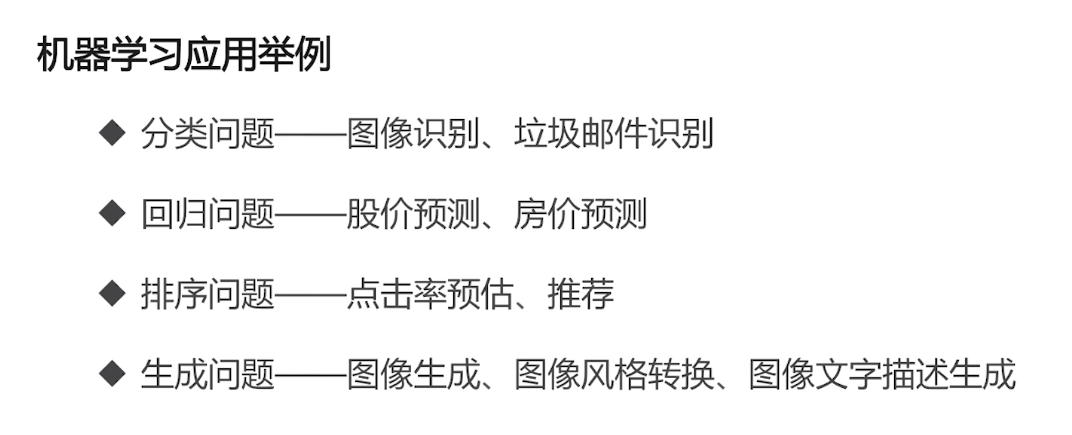 机器学习应用举例
◆ 分类问题——图像识别、垃圾邮件识别
◆ 回归问题——股价预测、房价预测
◆ 排序问题——点击率预估、推荐
◆ 生成问题——图像生成、图像风格转换、图像文字描述生成